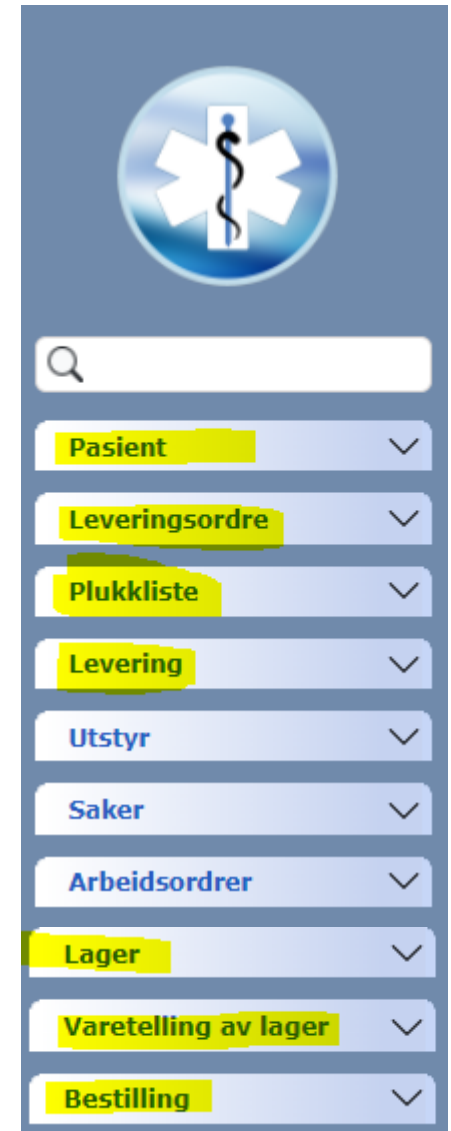 Pasient
Leveringsordre
Plukkliste
Levering
Utstyr
Saker
Arbeidsordrer
Lager
Varetelling av lager
Bestilling